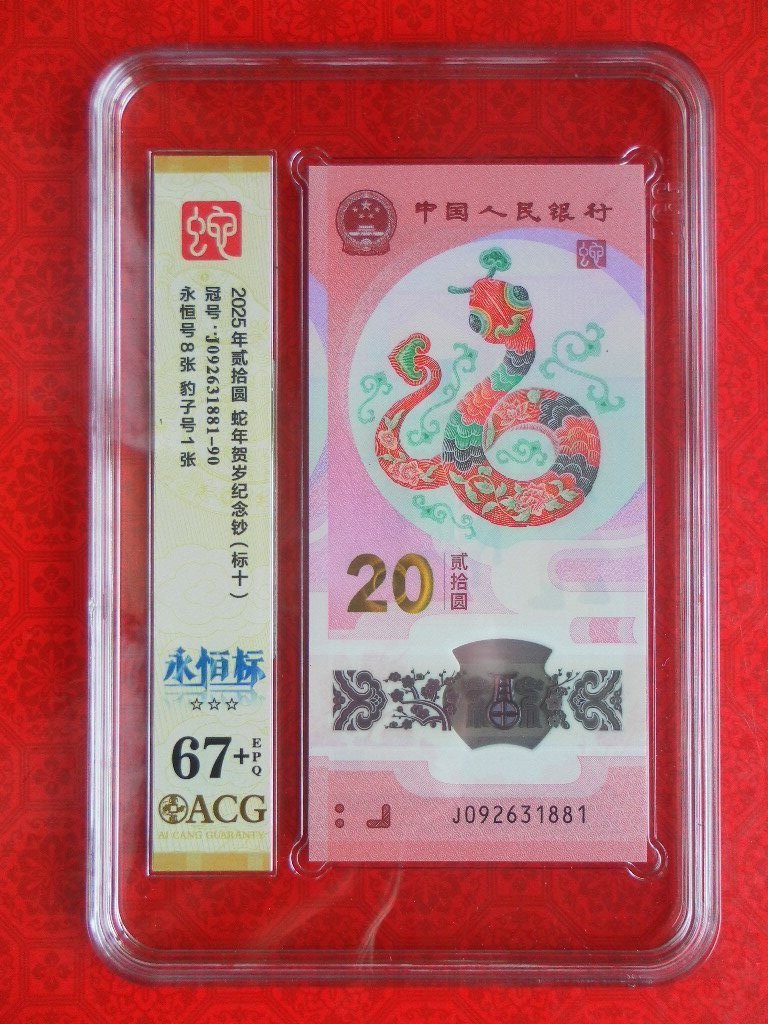 蛇
2025年贰拾圆 蛇年贺岁纪念钞（标十）
冠号：J092631881-90
永恒号8张 豹子号1张
永恒标
☆☆☆
67+
EPQ
ACG
AI CANG GUARANTY
中国人民银行
蛇
20
贰拾圆
J092631881